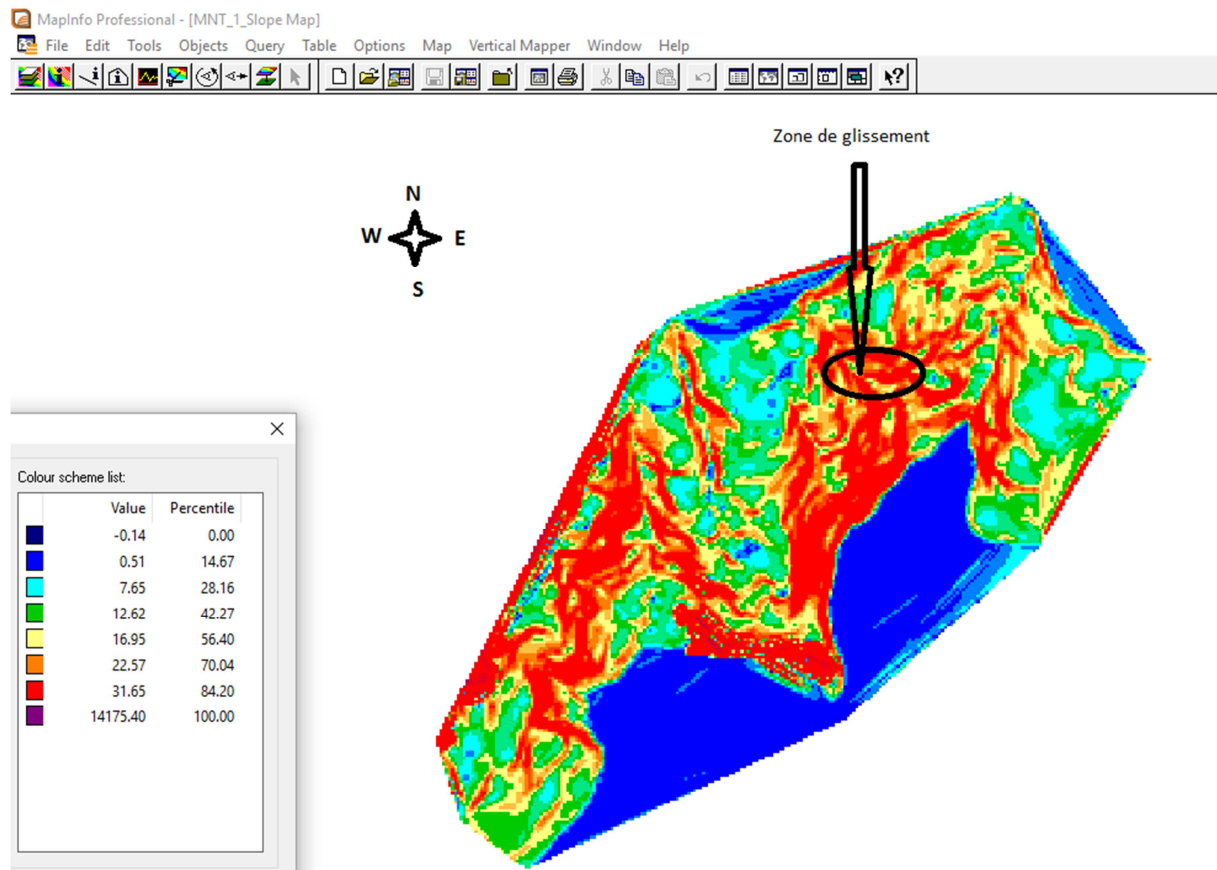 MapInfo Professional - [MNT_1_Slope Map]
File Edit Tools Objects Query Table Options Map Vertical Mapper Window Help
Zone de glissement
N
W E
S
Colour scheme list:
Value Percentile
-0.14 0.00
0.51 14.67
7.65 28.16
12.62 42.27
16.95 56.40
22.57 70.04
31.65 84.20
14175.40 100.00